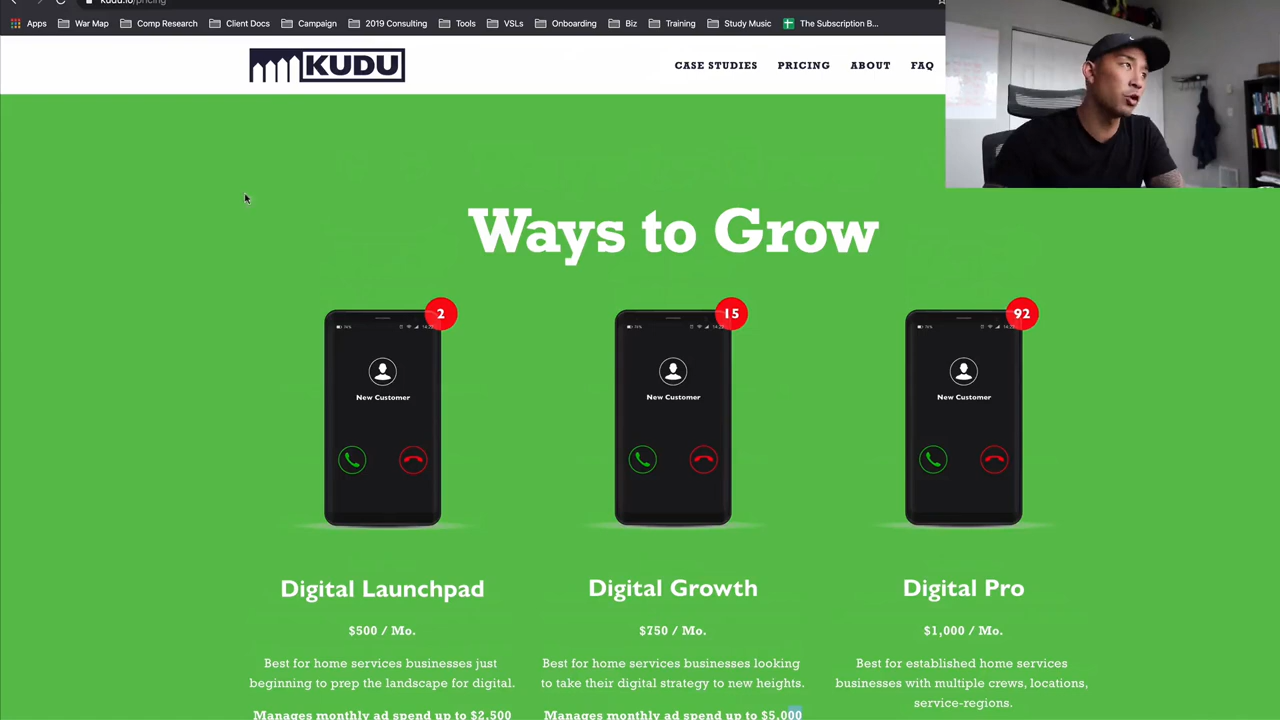 kudu.io/pricing
Apps War Map Comp Research Client Docs Campaign 2019 Consulting Tools VSLs Onboarding Biz Training Study Music The Subscription B...
KUDU
CASE STUDIES PRICING ABOUT FAQ
Ways to Grow
2 15 92
New Customer New Customer New Customer
Digital Launchpad
$500 / Mo.
Best for home services businesses just
beginning to prep the landscape for digital.
Manages monthly ad spend up to $2,500
Digital Growth
$750 / Mo.
Best for home services businesses looking
to take their digital strategy to new heights.
Manages monthly ad spend up to $5,000
Digital Pro
$1,000 / Mo.
Best for established home services
businesses with multiple crews, locations,
service-regions.